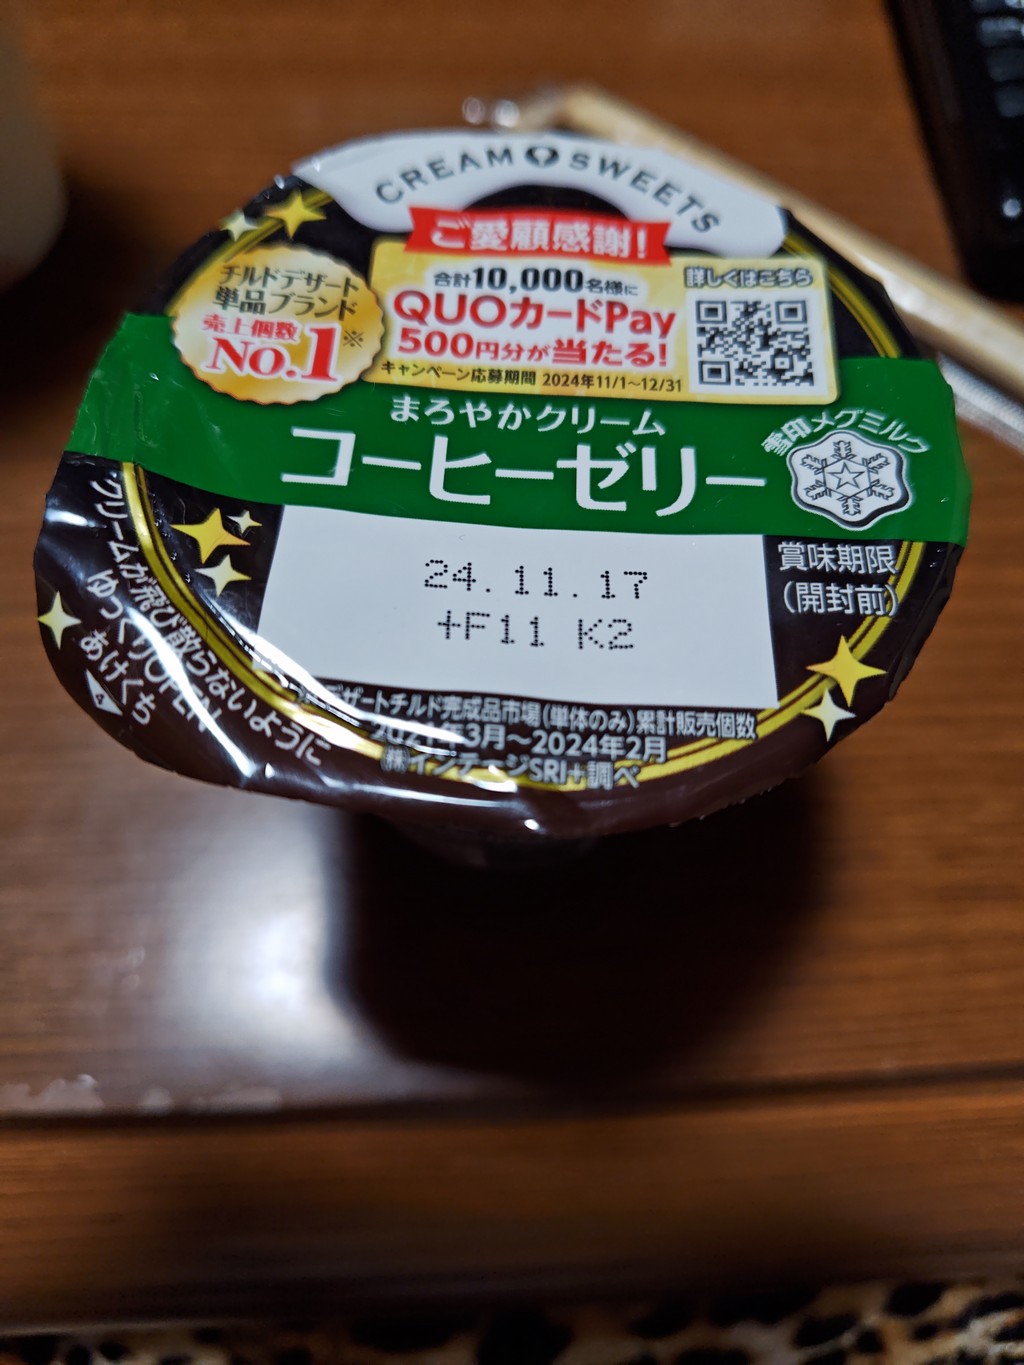 CREAM SWEETS
ご愛顧感謝!
チルドデザート
単品ブランド
売上個数
No.1※
合計10,000名様に
QUOカードPay
500円分が当たる!
キャンペーン応募期間 2024年11/1~12/31
詳しくはこちら
まろやかクリーム
コーヒーゼリー
雪印メグミルク
24.11.17
+F11 K2
賞味期限
(開封前)
クリームが飛び散らないように
ゆっくりOPEN
あけくち
デザートチルド完成品市場(単体のみ)累計販売個数
3月~2024年2月
(株)インテージSRI+調べ